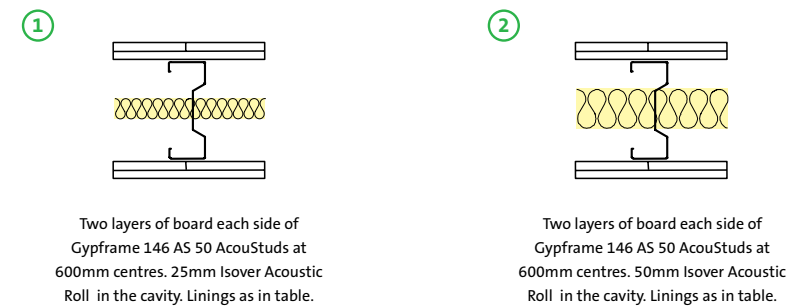 1
Two layers of board each side of
Gypframe 146 AS 50 AcouStuds at
600mm centres. 25mm Isover Acoustic
Roll in the cavity. Linings as in table.
2
Two layers of board each side of
Gypframe 146 AS 50 AcouStuds at
600mm centres. 50mm Isover Acoustic
Roll in the cavity. Linings as in table.